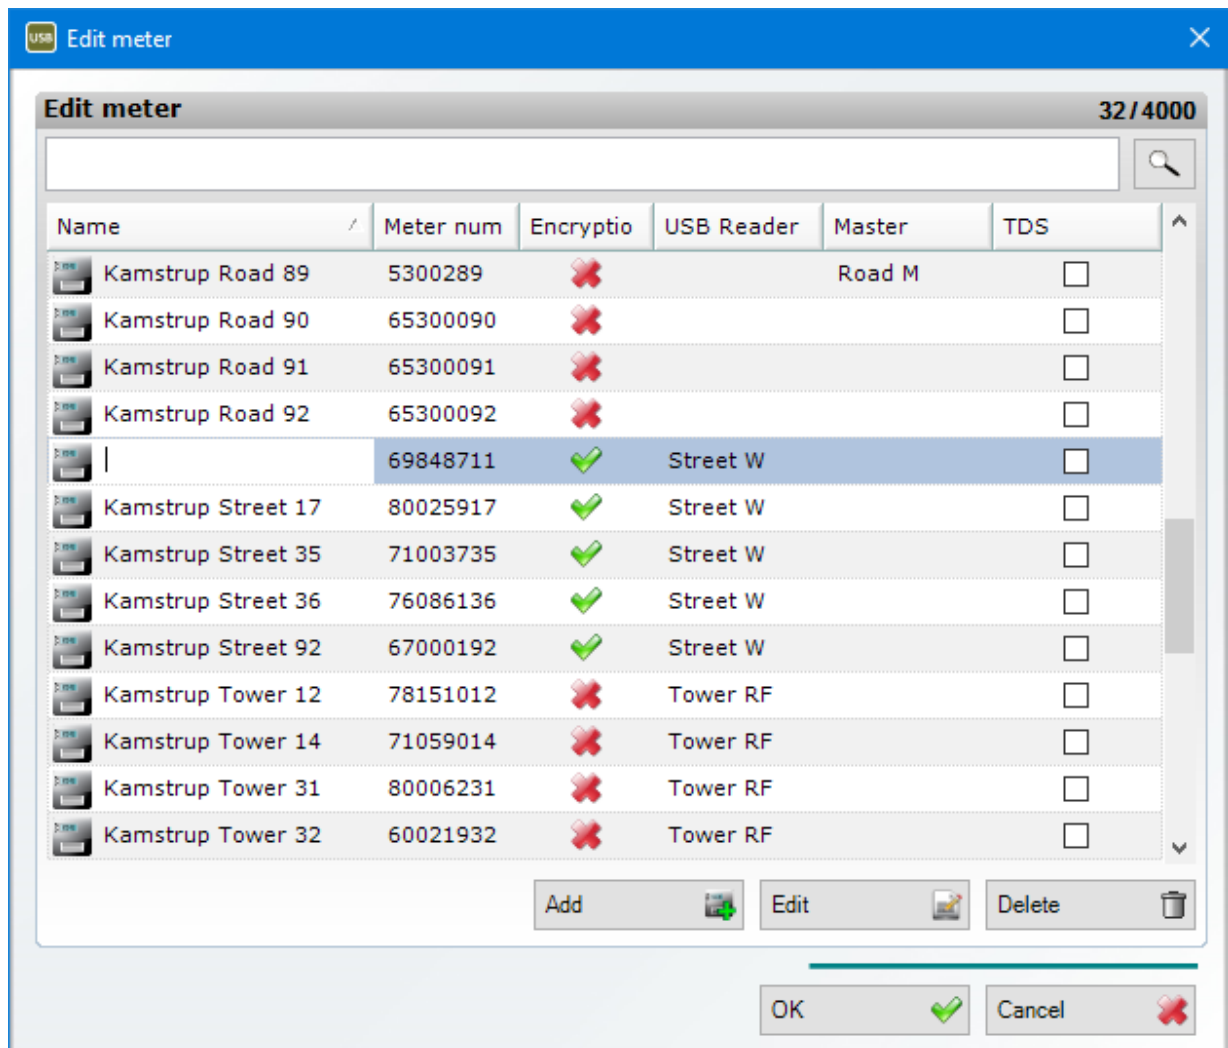 USB Edit meter
Edit meter 32/4000
Name Meter num Encryptio USB Reader Master TDS
Kamstrup Road 89 5300289 Road M
Kamstrup Road 90 65300090
Kamstrup Road 91 65300091
Kamstrup Road 92 65300092
69848711 Street W
Kamstrup Street 17 80025917 Street W
Kamstrup Street 35 71003735 Street W
Kamstrup Street 36 76086136 Street W
Kamstrup Street 92 67000192 Street W
Kamstrup Tower 12 78151012 Tower RF
Kamstrup Tower 14 71059014 Tower RF
Kamstrup Tower 31 80006231 Tower RF
Kamstrup Tower 32 60021932 Tower RF
Add Edit Delete
OK Cancel